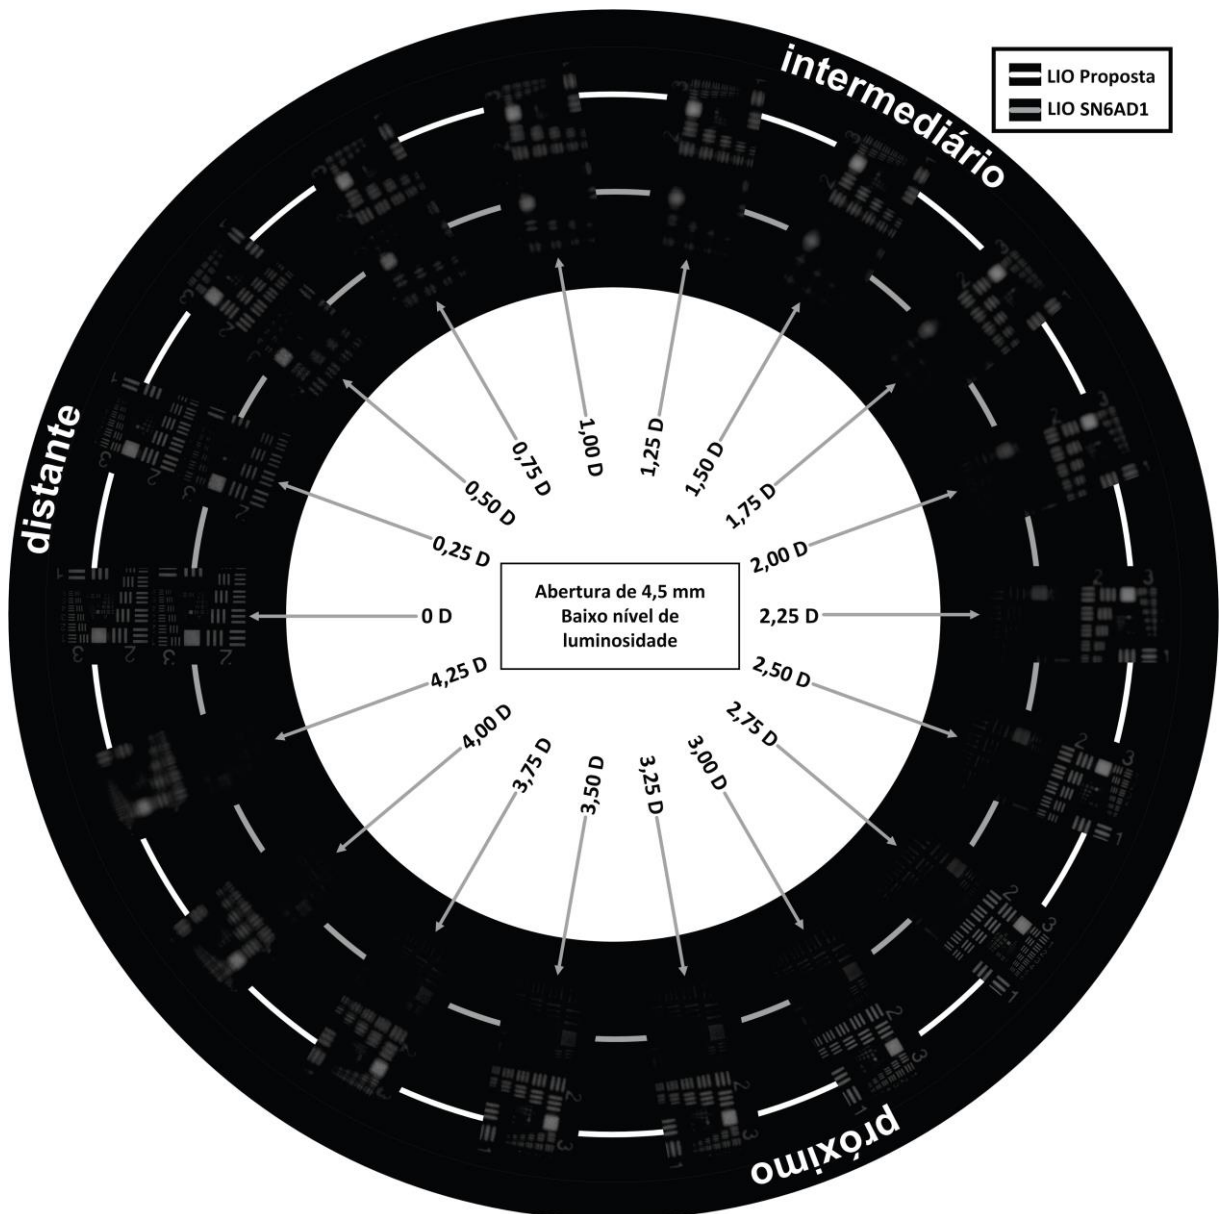 intermediário
LIO Proposta
LIO SN6AD1
distante
próximo
0 D
0,25 D
0,50 D
0,75 D
1,00 D
1,25 D
1,50 D
1,75 D
2,00 D
2,25 D
2,50 D
2,75 D
3,00 D
3,25 D
3,50 D
3,75 D
4,00 D
4,25 D
Abertura de 4,5 mm
Baixo nível de
luminosidade